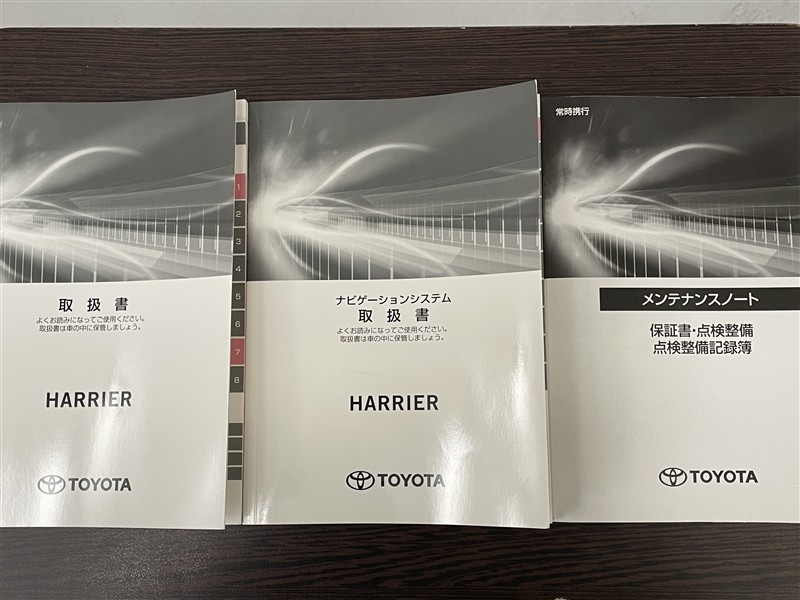 取扱書
よくお読みになってご使用ください。
取扱書は車の中に保管しましょう。
HARRIER
TOYOTA
1
2
3
4
5
6
7
8
ナビゲーションシステム
取扱書
よくお読みになってご使用ください。
取扱書は車の中に保管しましょう。
HARRIER
TOYOTA
常時携行
メンテナンスノート
保証書・点検整備
点検整備記録簿
TOYOTA